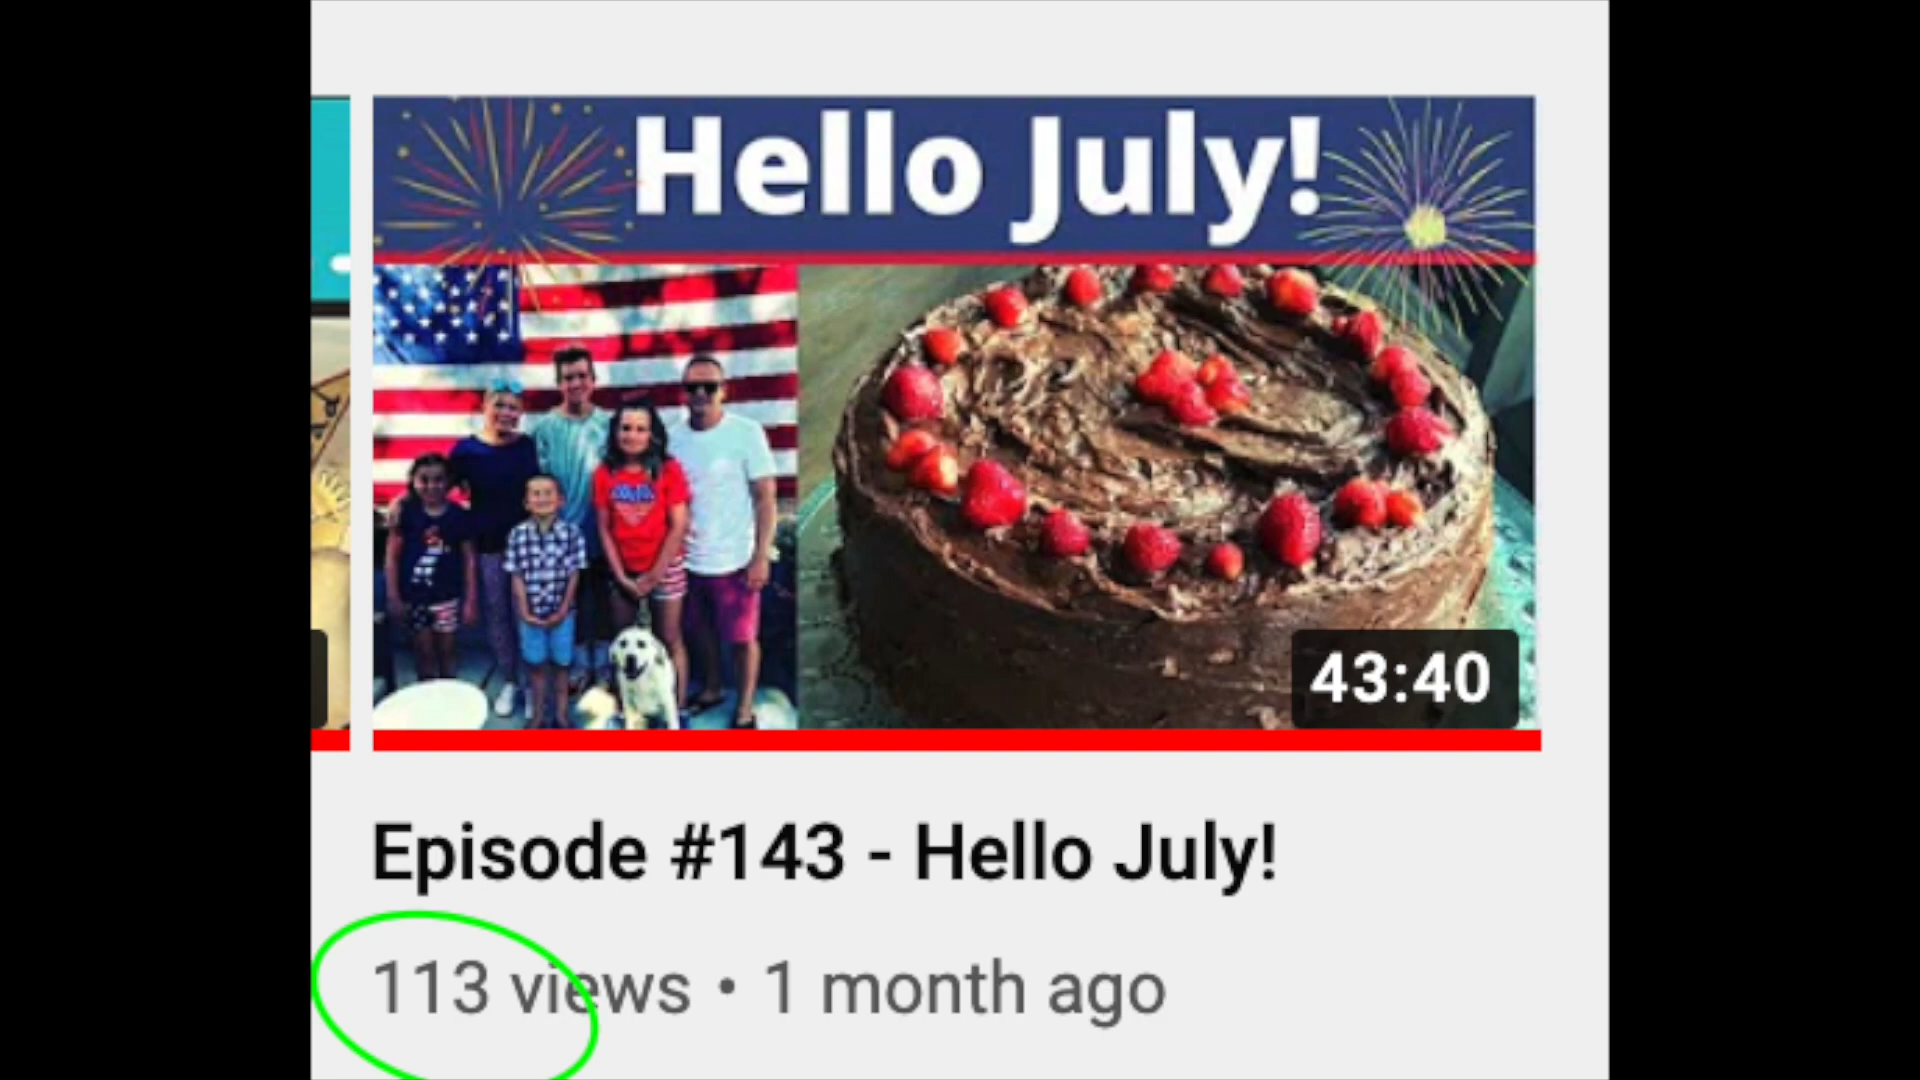 Hello July!
43:40
Episode #143 - Hello July!
113 views • 1 month ago